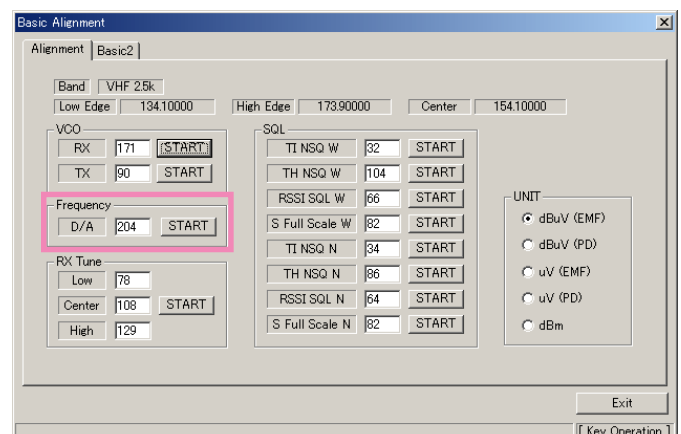 Basic Alignment
Alignment Basic2
Band VHF 2.5k
Low Edge 134.10000 High Edge 173.90000 Center 154.10000
VCO
RX 171 START
TX 90 START
Frequency
D/A 204 START
RX Tune
Low 78
Center 108 START
High 129
SQL
TI NSQ W 32 START
TH NSQ W 104 START
RSSI SQL W 66 START
S Full Scale W 82 START
TI NSQ N 34 START
TH NSQ N 86 START
RSSI SQL N 64 START
S Full Scale N 82 START
UNIT
dBuV (EMF)
dBuV (PD)
uV (EMF)
uV (PD)
dBm
Exit
[ Key Operation ]